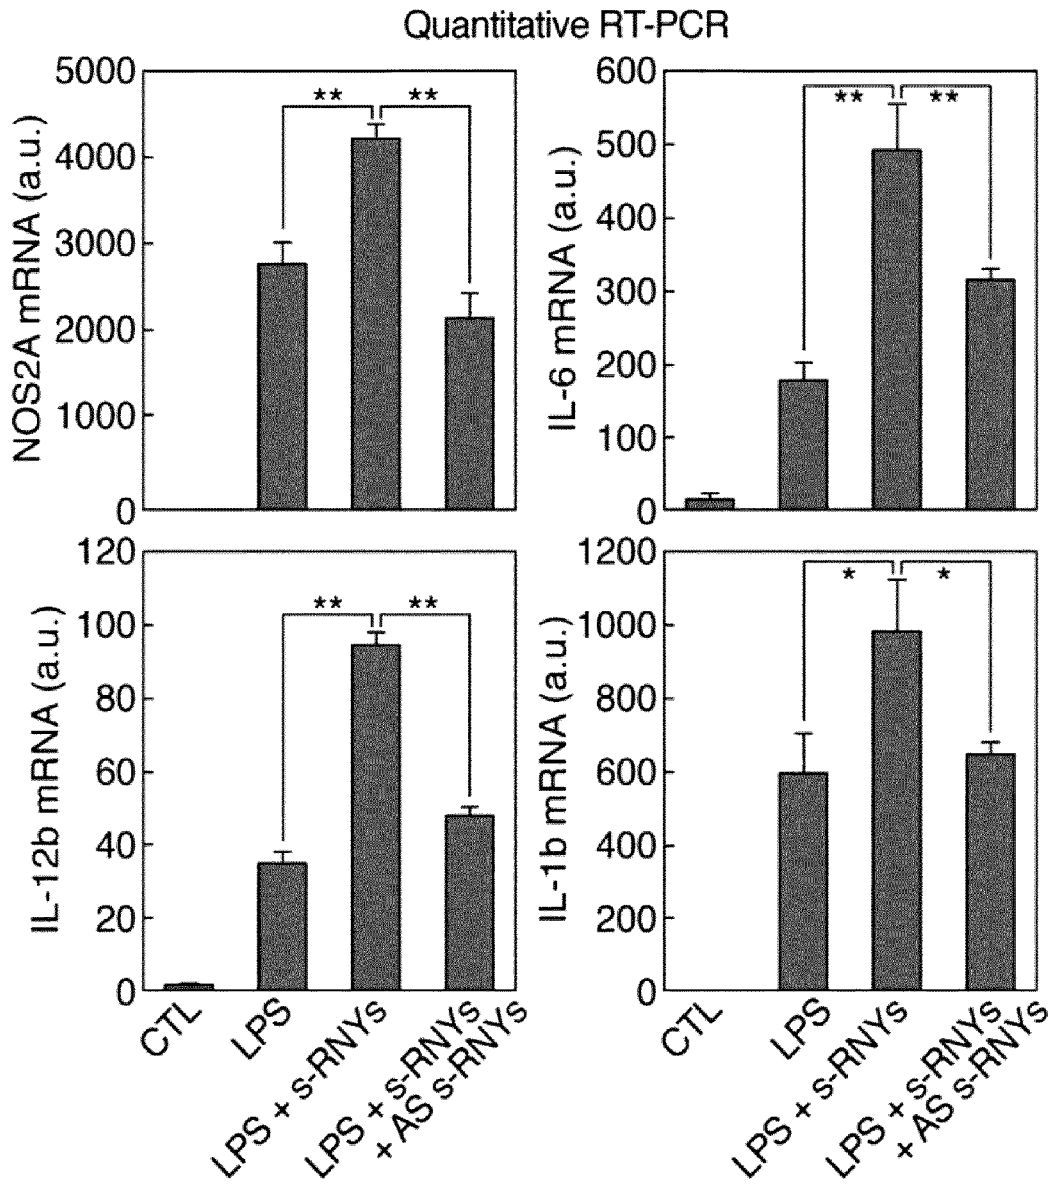 Quantitative RT-PCR
NOS2A mRNA (a.u.)
5000
4000
3000
2000
1000
0
** **
IL-6 mRNA (a.u.)
600
500
400
300
200
100
0
** **
IL-12b mRNA (a.u.)
120
100
80
60
40
20
0
** **
CTL
LPS
LPS + s-RNYs
LPS + s-RNYs
+ AS s-RNYs
IL-1b mRNA (a.u.)
1200
1000
800
600
400
200
0
* *
CTL
LPS
LPS + s-RNYs
LPS + s-RNYs
+ AS s-RNYs